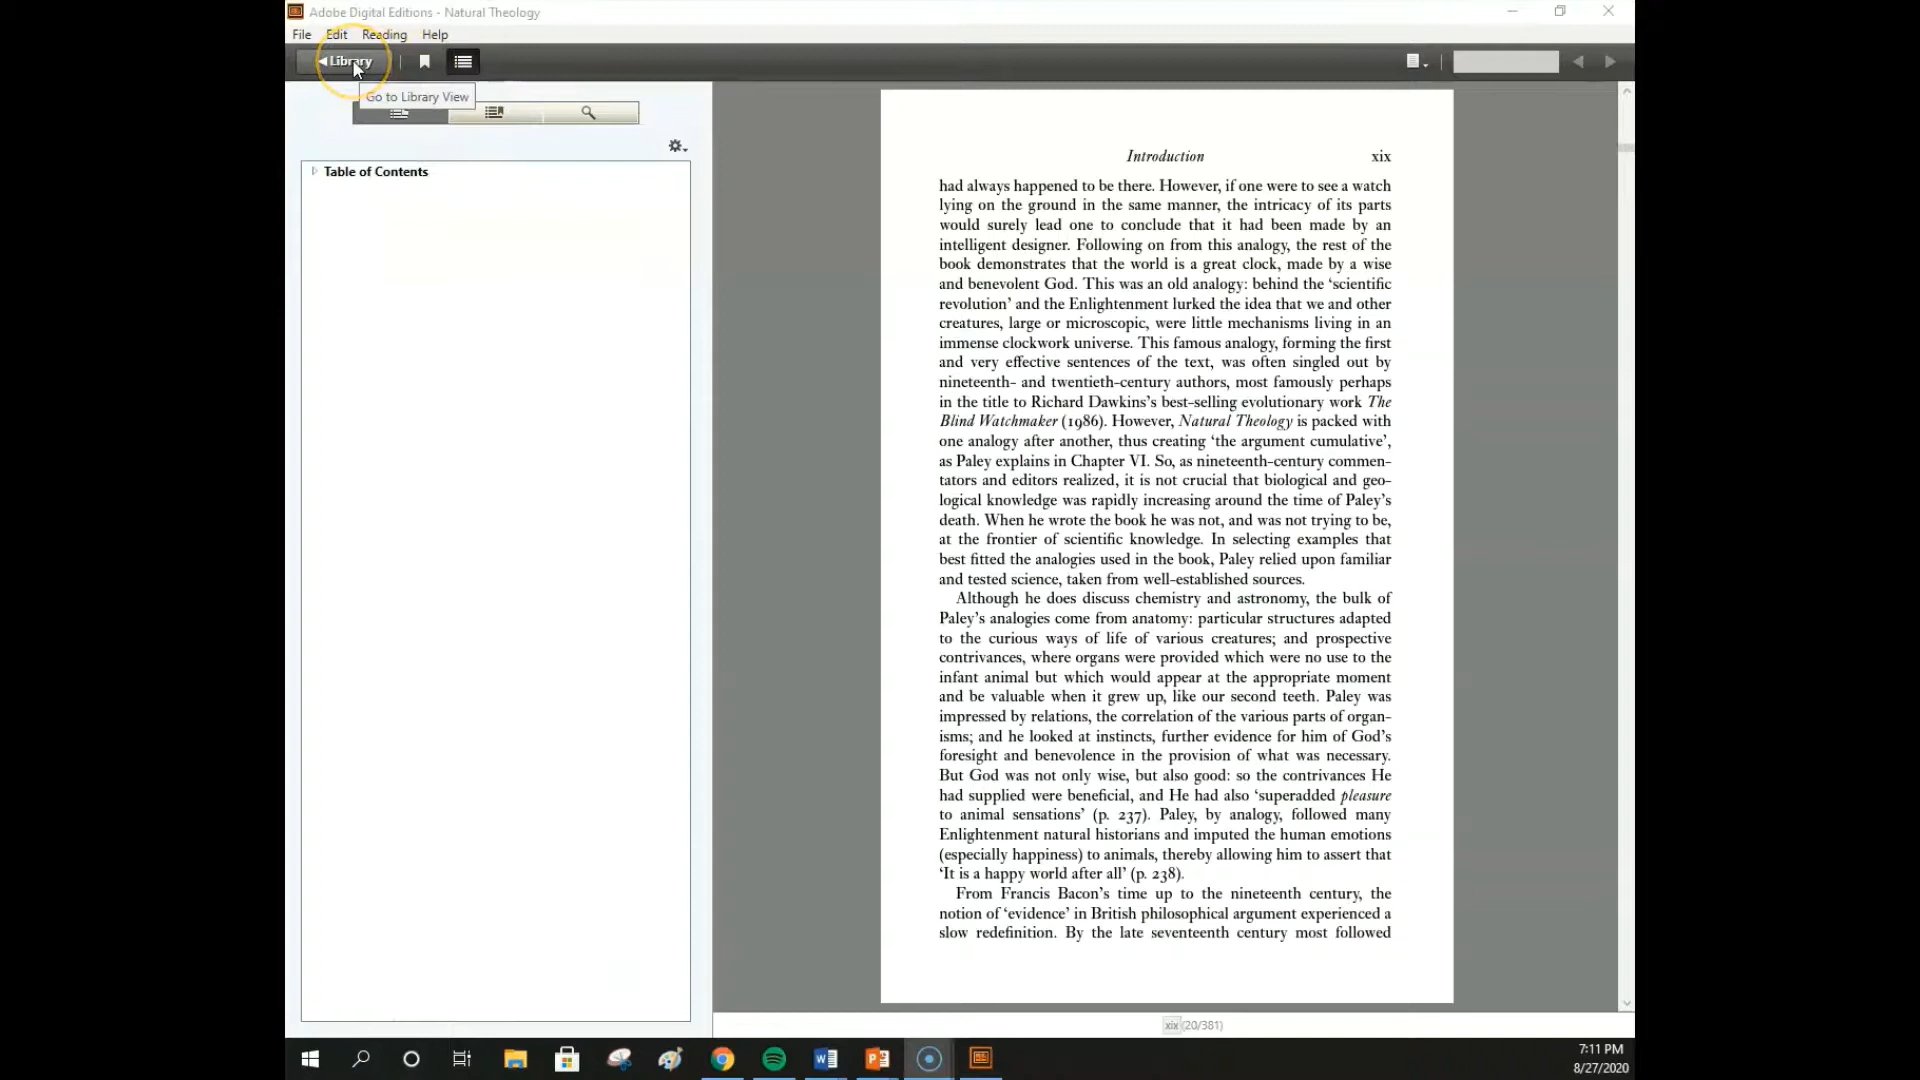 Adobe Digital Editions - Natural Theology
File Edit Reading Help
Library
Go to Library View
Table of Contents
Introduction xix
had always happened to be there. However, if one were to see a watch
lying on the ground in the same manner, the intricacy of its parts
would surely lead one to conclude that it had been made by an
intelligent designer. Following on from this analogy, the rest of the
book demonstrates that the world is a great clock, made by a wise
and benevolent God. This was an old analogy: behind the ‘scientific
revolution’ and the Enlightenment lurked the idea that we and other
creatures, large or microscopic, were little mechanisms living in an
immense clockwork universe. This famous analogy, forming the first
and very effective sentences of the text, was often singled out by
nineteenth- and twentieth-century authors, most famously perhaps
in the title to Richard Dawkins’s best-selling evolutionary work The
Blind Watchmaker (1986). However, Natural Theology is packed with
one analogy after another, thus creating ‘the argument cumulative’,
as Paley explains in Chapter VI. So, as nineteenth-century commen-
tators and editors realized, it is not crucial that biological and geo-
logical knowledge was rapidly increasing around the time of Paley’s
death. When he wrote the book he was not, and was not trying to be,
at the frontier of scientific knowledge. In selecting examples that
best fitted the analogies used in the book, Paley relied upon familiar
and tested science, taken from well-established sources.
Although he does discuss chemistry and astronomy, the bulk of
Paley’s analogies come from anatomy: particular structures adapted
to the curious ways of life of various creatures; and prospective
contrivances, where organs were provided which were no use to the
infant animal but which would appear at the appropriate moment
and be valuable when it grew up, like our second teeth. Paley was
impressed by relations, the correlation of the various parts of organ-
isms; and he looked at instincts, further evidence for him of God’s
foresight and benevolence in the provision of what was necessary.
But God was not only wise, but also good: so the contrivances He
had supplied were beneficial, and He had also ‘superadded pleasure
to animal sensations’ (p. 237). Paley, by analogy, followed many
Enlightenment natural historians and imputed the human emotions
(especially happiness) to animals, thereby allowing him to assert that
‘It is a happy world after all’ (p. 238).
From Francis Bacon’s time up to the nineteenth century, the
notion of ‘evidence’ in British philosophical argument experienced a
slow redefinition. By the late seventeenth century most followed
xix (20/381)
7:11 PM
8/27/2020